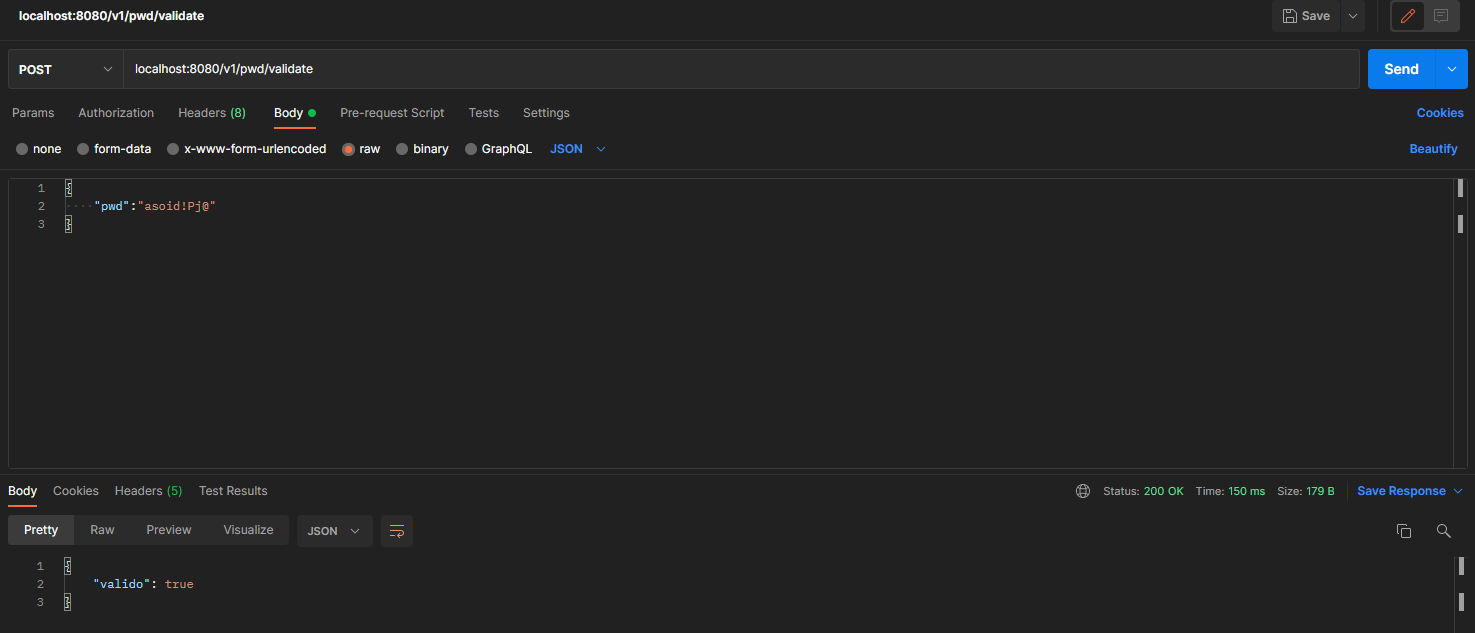 localhost:8080/v1/pwd/validate
Save
POST
localhost:8080/v1/pwd/validate
Send
Params Authorization Headers (8) Body Pre-request Script Tests Settings Cookies
none form-data x-www-form-urlencoded raw binary GraphQL JSON Beautify
1 {
2 ····"pwd":"asoid!Pj@"
3 }
Body Cookies Headers (5) Test Results Status: 200 OK Time: 150 ms Size: 179 B Save Response
Pretty Raw Preview Visualize JSON
1 {
2 "valido": true
3 }